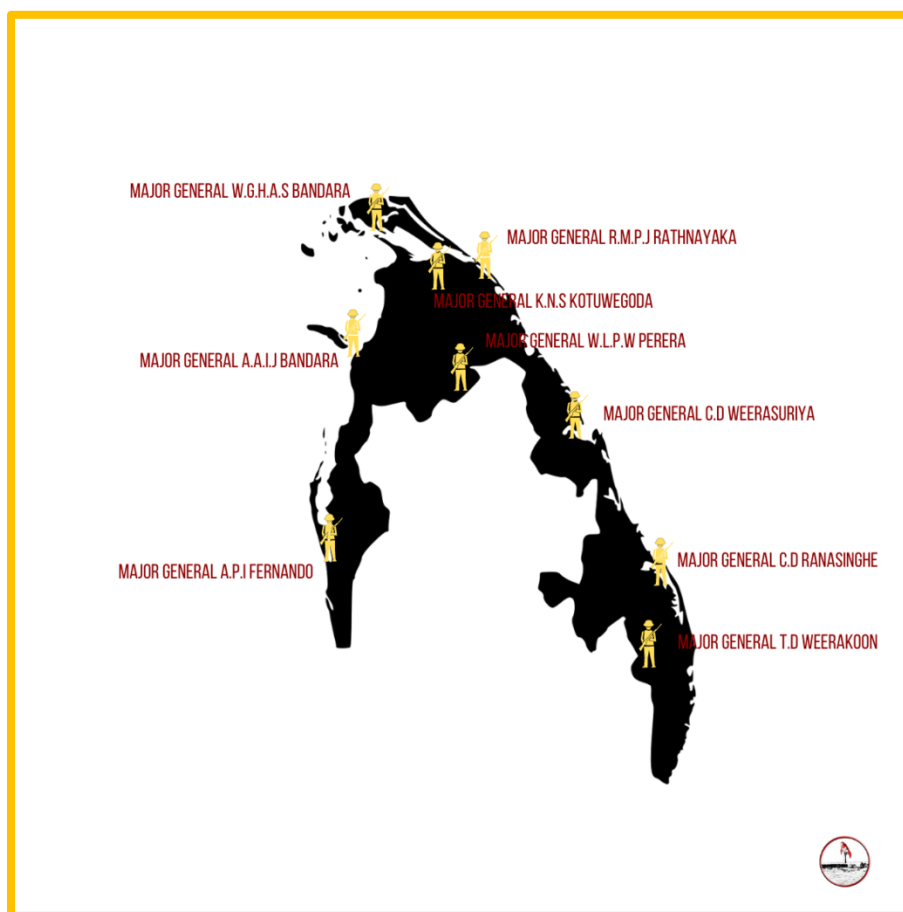 MAJOR GENERAL W.G.H.A.S BANDARA
MAJOR GENERAL R.M.P.J RATHNAYAKA
MAJOR GENERAL K.N.S KOTUWEGODA
MAJOR GENERAL W.L.P.W PERERA
MAJOR GENERAL A.A.I.J BANDARA
MAJOR GENERAL C.D WEERASURIYA
MAJOR GENERAL C.D RANASINGHE
MAJOR GENERAL A.P.I FERNANDO
MAJOR GENERAL T.D WEERAKOON